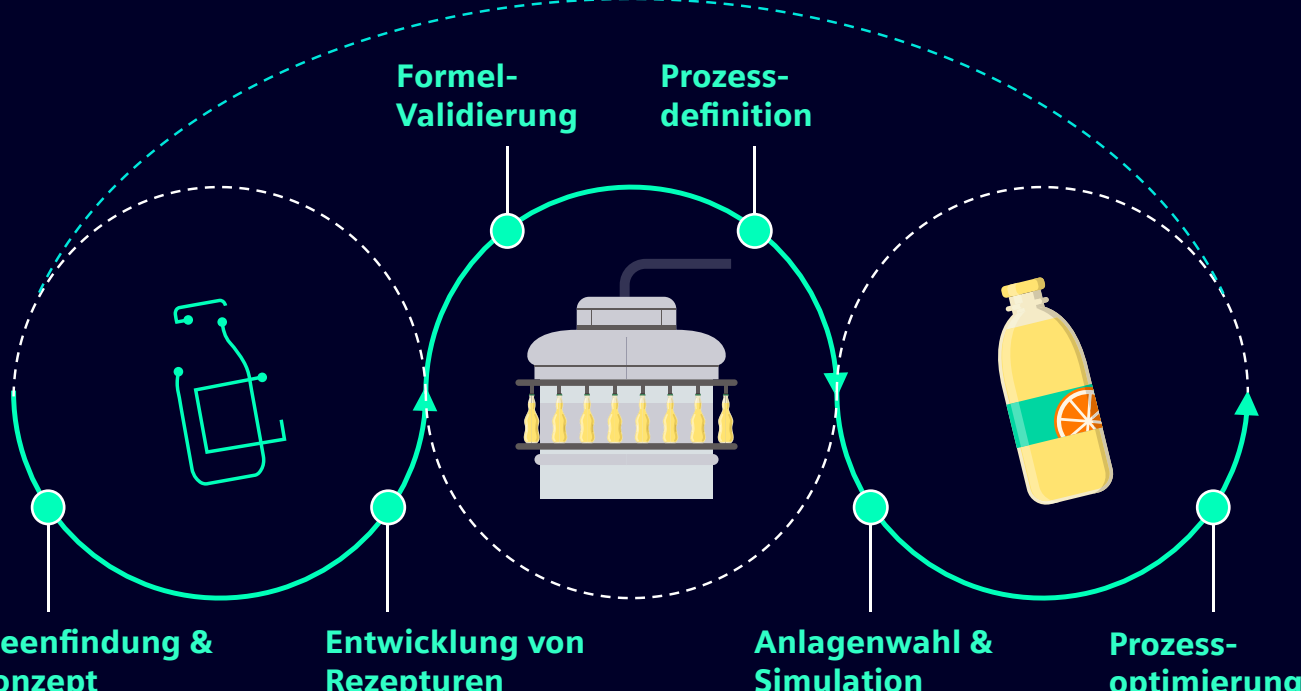 Formel-
Validierung
Prozess-
definition
eenfindung &
onzept
Entwicklung von
Rezepturen
Anlagenwahl &
Simulation
Prozess-
optimierung